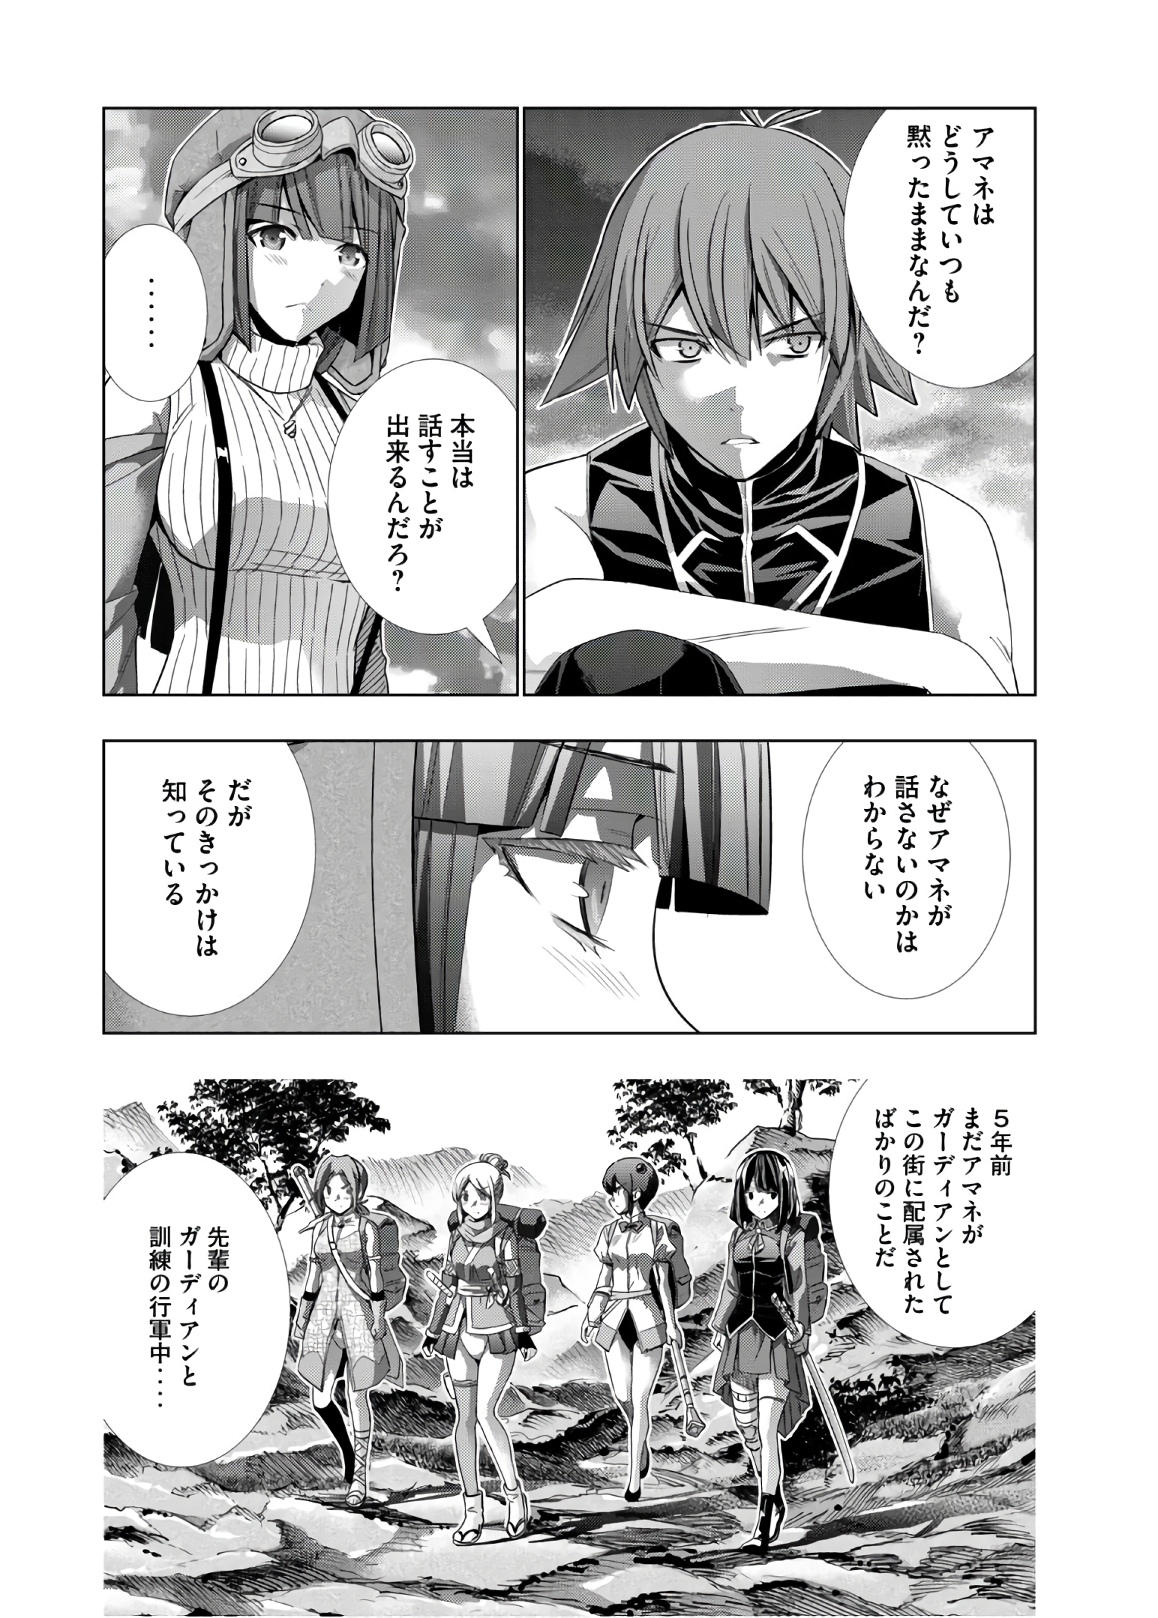 アマネは
どうしていつも
黙ったままなんだ？
本当は
話すことが
出来るんだろ？
……
なぜアマネが
話さないのかは
わからない
だが
そのきっかけは
知っている
5年前
まだアマネが
ガーディアンとして
この街に配属された
ばかりのことだ
先輩の
ガーディアンと
訓練の行軍中……